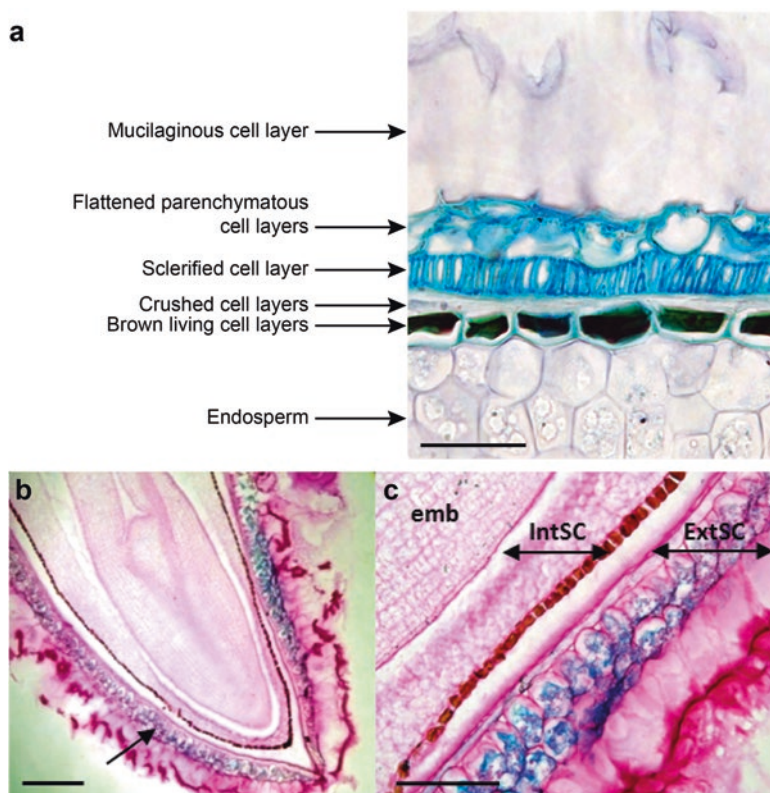 a
Mucilaginous cell layer
Flattened parenchymatous
cell layers
Sclerified cell layer
Crushed cell layers
Brown living cell layers
Endosperm
b
c
emb
IntSC
ExtSC